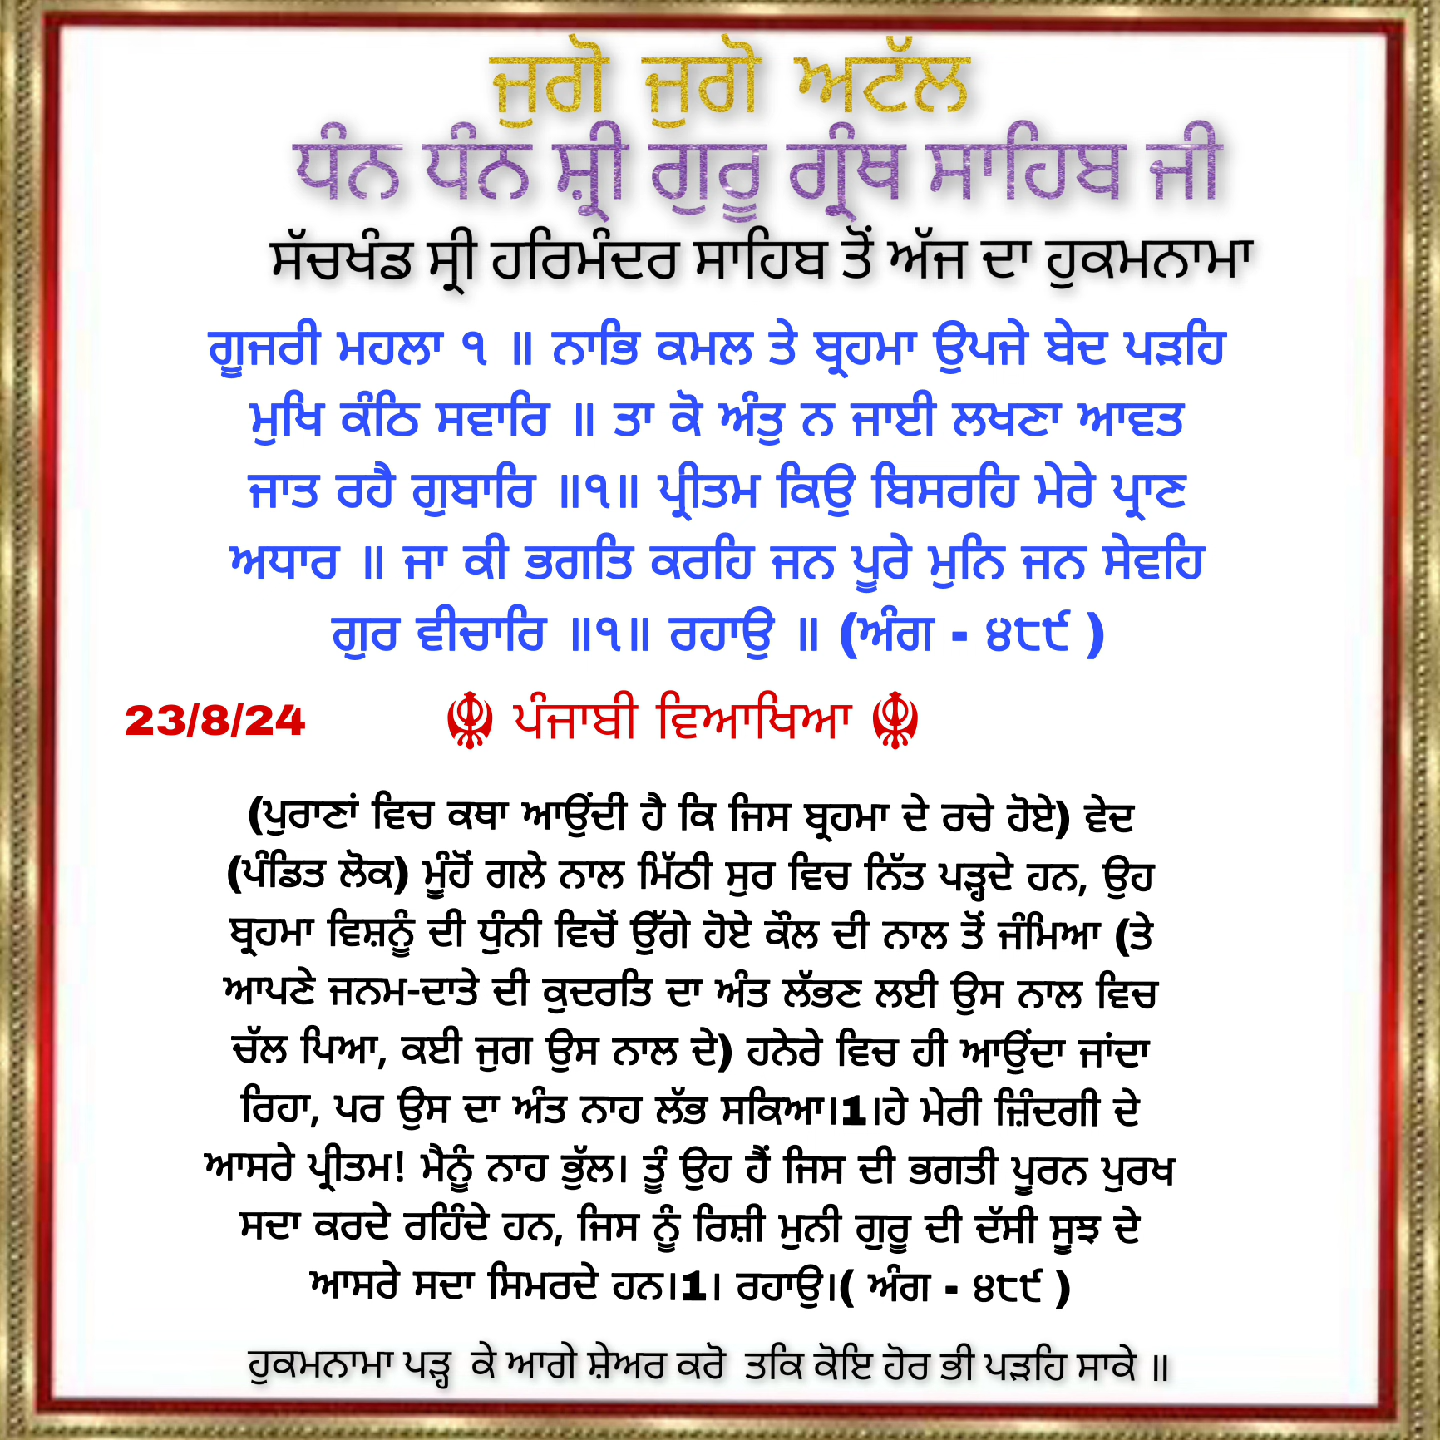 ਜੁਗੋ ਜੁਗੋ ਅਟੱਲ
ਧੰਨ ਧੰਨ ਸ਼੍ਰੀ ਗੁਰੂ ਗ੍ਰੰਥ ਸਾਹਿਬ ਜੀ
ਸੱਚਖੰਡ ਸ੍ਰੀ ਹਰਿਮੰਦਰ ਸਾਹਿਬ ਤੋਂ ਅੱਜ ਦਾ ਹੁਕਮਨਾਮਾ
ਗੂਜਰੀ ਮਹਲਾ ੧ ॥ ਨਾਭਿ ਕਮਲ ਤੇ ਬ੍ਰਹਮਾ ਉਪਜੇ ਬੇਦ ਪੜਹਿ
ਮੁਖਿ ਕੰਠਿ ਸਵਾਰਿ ॥ ਤਾ ਕੋ ਅੰਤੁ ਨ ਜਾਈ ਲਖਣਾ ਆਵਤ
ਜਾਤ ਰਹੈ ਗੁਬਾਰਿ ॥੧॥ ਪ੍ਰੀਤਮ ਕਿਉ ਬਿਸਰਹਿ ਮੇਰੇ ਪ੍ਰਾਣ
ਅਧਾਰ ॥ ਜਾ ਕੀ ਭਗਤਿ ਕਰਹਿ ਜਨ ਪੂਰੇ ਮੁਨਿ ਜਨ ਸੇਵਹਿ
ਗੁਰ ਵੀਚਾਰਿ ॥੧॥ ਰਹਾਉ ॥ (ਅੰਗ - ੪੮੯ )
23/8/24 ☬ ਪੰਜਾਬੀ ਵਿਆਖਿਆ ☬
(ਪੁਰਾਣਾਂ ਵਿਚ ਕਥਾ ਆਉਂਦੀ ਹੈ ਕਿ ਜਿਸ ਬ੍ਰਹਮਾ ਦੇ ਰਚੇ ਹੋਏ) ਵੇਦ
(ਪੰਡਿਤ ਲੋਕ) ਮੂੰਹੋਂ ਗਲੇ ਨਾਲ ਮਿੱਠੀ ਸੁਰ ਵਿਚ ਨਿੱਤ ਪੜ੍ਹਦੇ ਹਨ, ਉਹ
ਬ੍ਰਹਮਾ ਵਿਸ਼ਨੂੰ ਦੀ ਧੁੰਨੀ ਵਿਚੋਂ ਉੱਗੇ ਹੋਏ ਕੌਲ ਦੀ ਨਾਲ ਤੋਂ ਜੰਮਿਆ (ਤੇ
ਆਪਣੇ ਜਨਮ-ਦਾਤੇ ਦੀ ਕੁਦਰਤਿ ਦਾ ਅੰਤ ਲੱਭਣ ਲਈ ਉਸ ਨਾਲ ਵਿਚ
ਚੱਲ ਪਿਆ, ਕਈ ਜੁਗ ਉਸ ਨਾਲ ਦੇ) ਹਨੇਰੇ ਵਿਚ ਹੀ ਆਉਂਦਾ ਜਾਂਦਾ
ਰਿਹਾ, ਪਰ ਉਸ ਦਾ ਅੰਤ ਨਾਹ ਲੱਭ ਸਕਿਆ।1।ਹੇ ਮੇਰੀ ਜ਼ਿੰਦਗੀ ਦੇ
ਆਸਰੇ ਪ੍ਰੀਤਮ! ਮੈਨੂੰ ਨਾਹ ਭੁੱਲ। ਤੂੰ ਉਹ ਹੈਂ ਜਿਸ ਦੀ ਭਗਤੀ ਪੂਰਨ ਪੁਰਖ
ਸਦਾ ਕਰਦੇ ਰਹਿੰਦੇ ਹਨ, ਜਿਸ ਨੂੰ ਰਿਸ਼ੀ ਮੁਨੀ ਗੁਰੂ ਦੀ ਦੱਸੀ ਸੂਝ ਦੇ
ਆਸਰੇ ਸਦਾ ਸਿਮਰਦੇ ਹਨ।1। ਰਹਾਉ।( ਅੰਗ - ੪੮੯ )
ਹੁਕਮਨਾਮਾ ਪੜ੍ਹ ਕੇ ਆਗੇ ਸ਼ੇਅਰ ਕਰੋ ਤਕਿ ਕੋਇ ਹੋਰ ਭੀ ਪੜਹਿ ਸਾਕੇ ॥